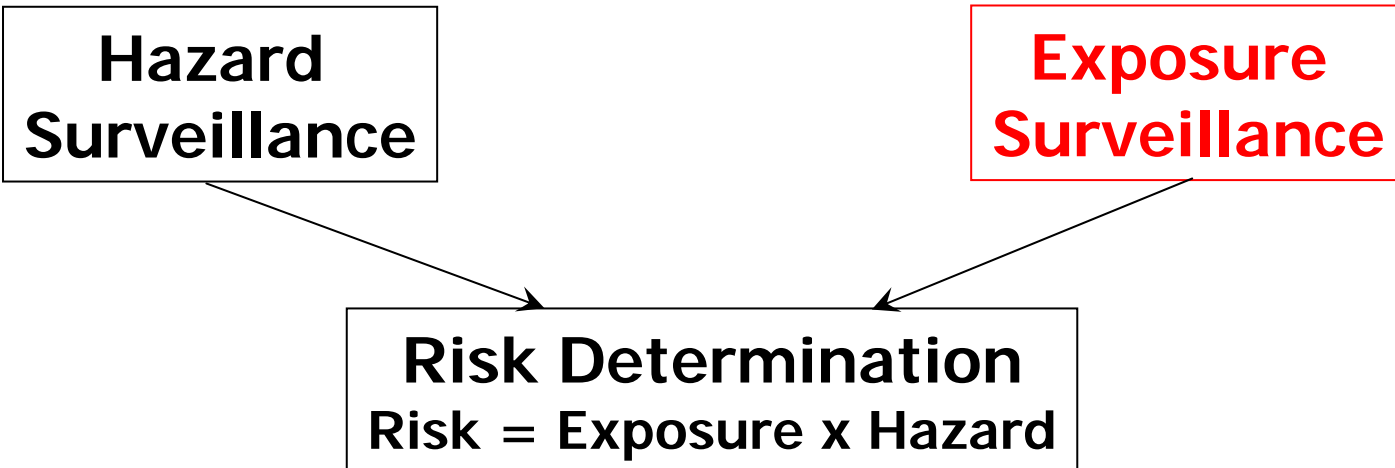 Hazard
Surveillance
Exposure
Surveillance
Risk Determination
Risk = Exposure x Hazard